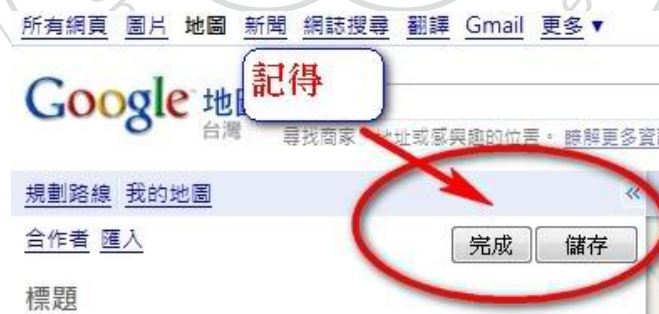 所有網頁 圖片 地圖 新聞 網誌搜尋 翻譯 Gmail 更多 ▼
記得
Google 地
台灣
尋找商家 地址或感興趣的位置。 瞭解更多資
規劃路線 我的地圖 «
合作者 匯入 完成 儲存
標題